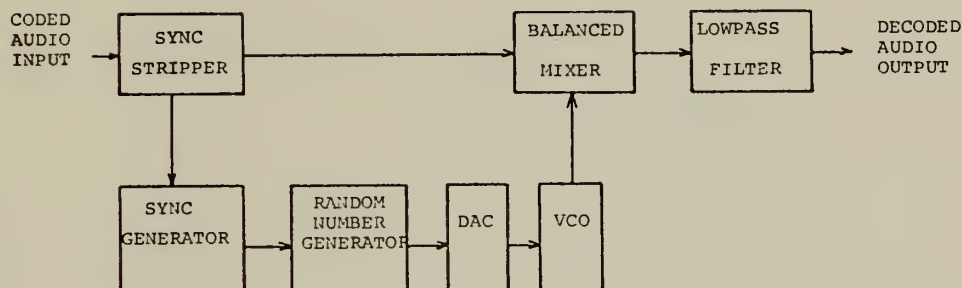 CODED
AUDIO
INPUT
SYNC
STRIPPER
BALANCED
MIXER
LOWPASS
FILTER
DECODED
AUDIO
OUTPUT
SYNC
GENERATOR
RANDOM
NUMBER
GENERATOR
DAC
VCO